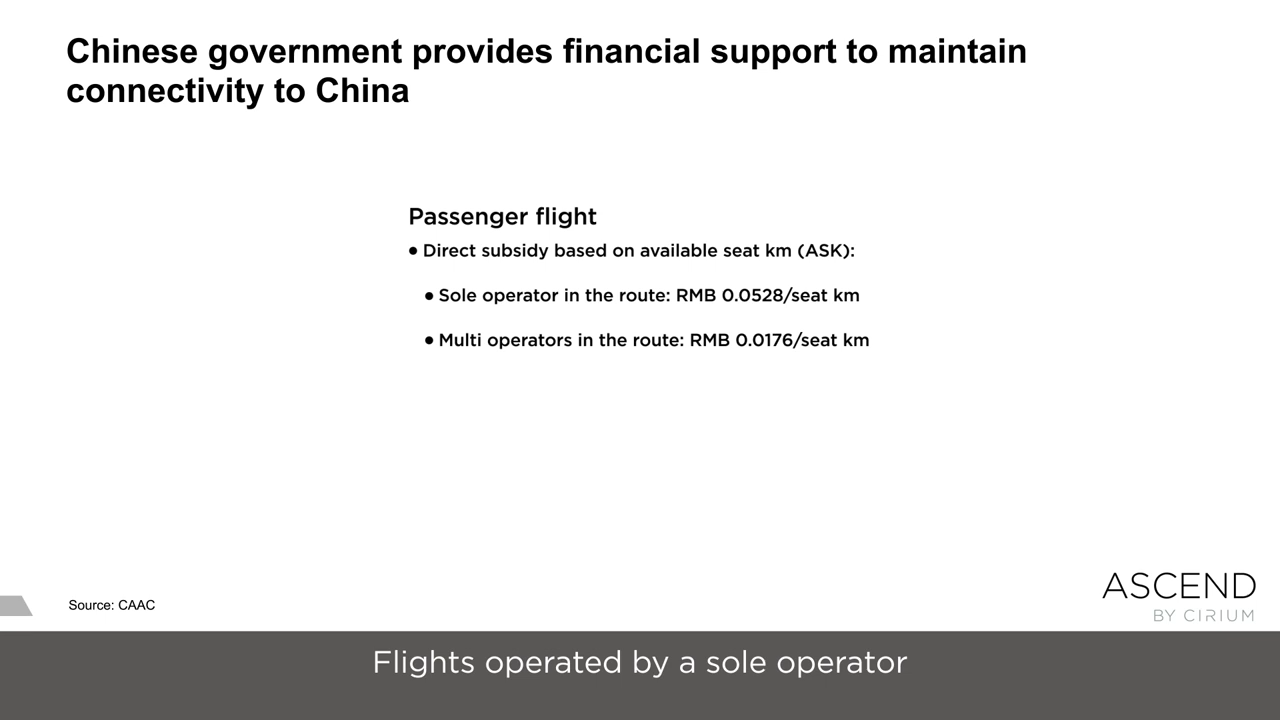 Chinese government provides financial support to maintain
connectivity to China
Passenger flight
• Direct subsidy based on available seat km (ASK):
• Sole operator in the route: RMB 0.0528/seat km
• Multi operators in the route: RMB 0.0176/seat km
Source: CAAC
ASCEND
BY CIRIUM
Flights operated by a sole operator